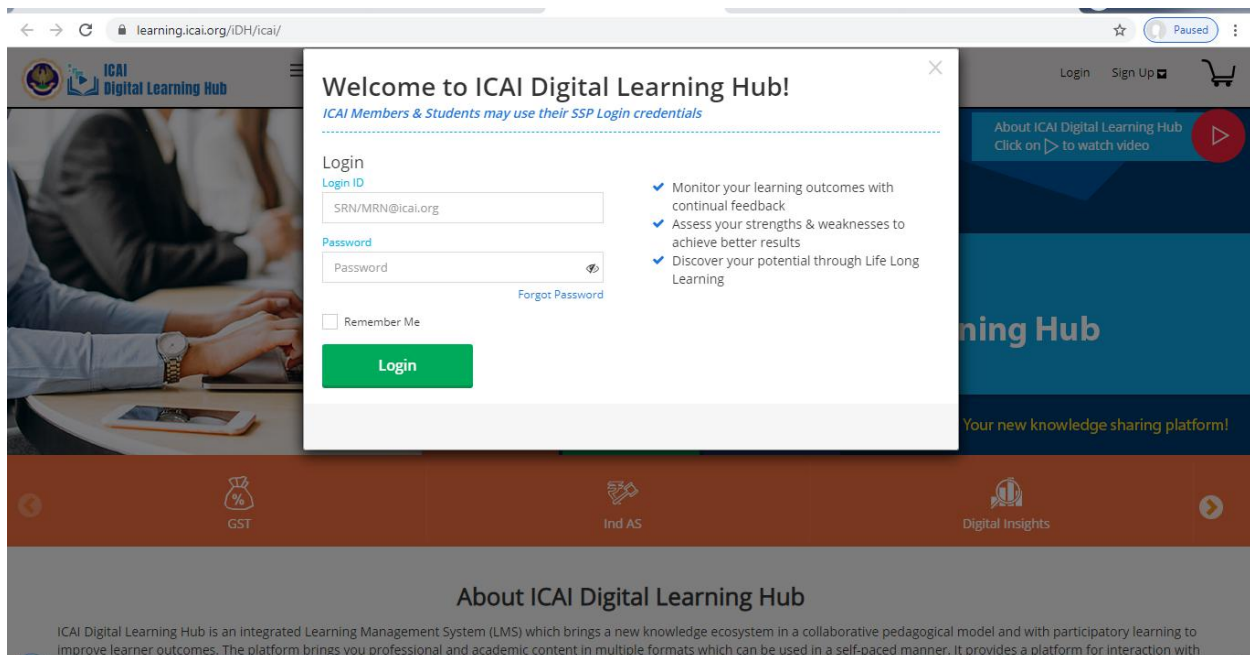 learning.icai.org/iDH/icai/
Paused
ICAI
Digital Learning Hub
Login Sign Up
Welcome to ICAI Digital Learning Hub!
ICAI Members & Students may use their SSP Login credentials
About ICAI Digital Learning Hub
Click on to watch video
Login
Login ID
SRN/MRN@icai.org
Password
Password
Forgot Password
Remember Me
Login
Monitor your learning outcomes with
continual feedback
Assess your strengths & weaknesses to
achieve better results
Discover your potential through Life Long
Learning
ning Hub
Your new knowledge sharing platform!
GST
Ind AS
Digital Insights
About ICAI Digital Learning Hub
ICAI Digital Learning Hub is an integrated Learning Management System (LMS) which brings a new knowledge ecosystem in a collaborative pedagogical model and with participatory learning to
improve learner outcomes. The platform brings you professional and academic content in multiple formats which can be used in a self-paced manner. It provides a platform for interaction with